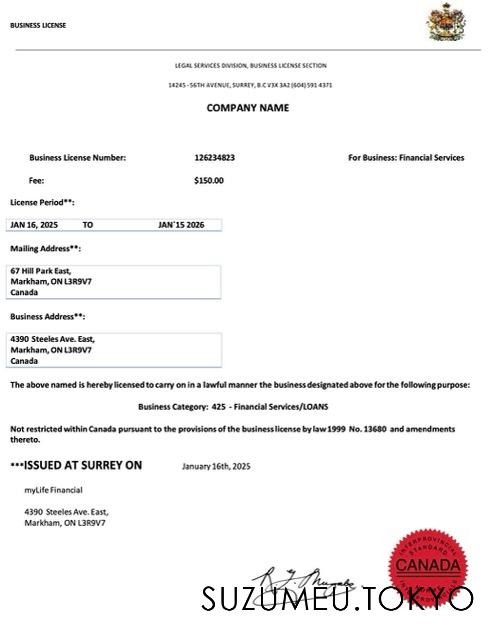 BUSINESS LICENSE
LEGAL SERVICES DIVISION, BUSINESS LICENSE SECTION
14245 -56TH AVENUE, SURREY, B.C V3X 3A2 (604) 591 4371
COMPANY NAME
Business License Number: 126234823 For Business: Financial Services
Fee: $150.00
License Period**:
JAN 16, 2025 TO JAN`15 2026
Mailing Address**:
67 Hill Park East,
Markham, ON L3R9V7
Canada
Business Address**:
4390 Steeles Ave. East,
Markham, ON L3R9V7
Canada
The above named is hereby licensed to carry on in a lawful manner the business designated above for the following purpose:
Business Category: 425 - Financial Services/LOANS
Not restricted within Canada pursuant to the provisions of the business license by law 1999 No. 13680 and amendments
thereto.
***ISSUED AT SURREY ON January 16th, 2025
myLife Financial
4390 Steeles Ave. East,
Markham, ON L3R9V7
INTERPROVINCIAL
STANDARD
CANADA
SUZUMEU.TOKYO